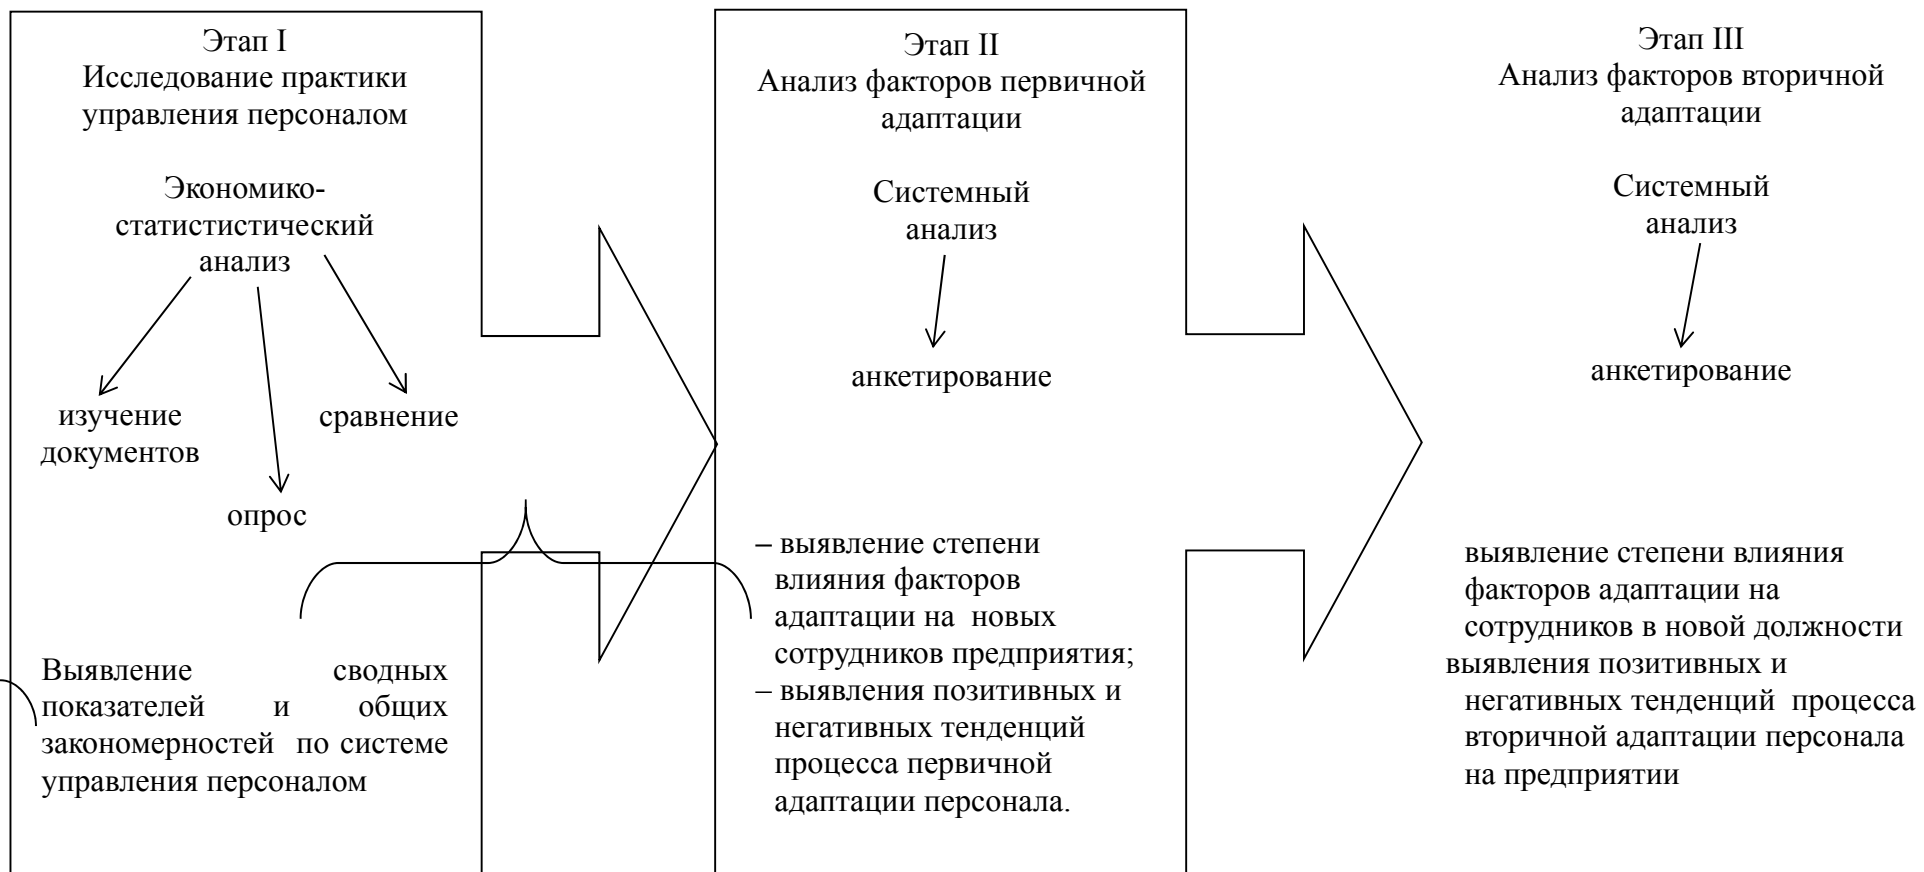 Этап I
Исследование практики
управления персоналом
Экономико-
статистистический
анализ
изучение
документов
сравнение
опрос
Выявление сводных
показателей и общих
закономерностей по системе
управления персоналом
Этап II
Анализ факторов первичной
адаптации
Системный
анализ
анкетирование
– выявление степени
влияния факторов
адаптации на новых
сотрудников предприятия;
– выявления позитивных и
негативных тенденций
процесса первичной
адаптации персонала.
Этап III
Анализ факторов вторичной
адаптации
Системный
анализ
анкетирование
выявление степени влияния
факторов адаптации на
сотрудников в новой должности
выявления позитивных и
негативных тенденций процесса
вторичной адаптации персонала
на предприятии